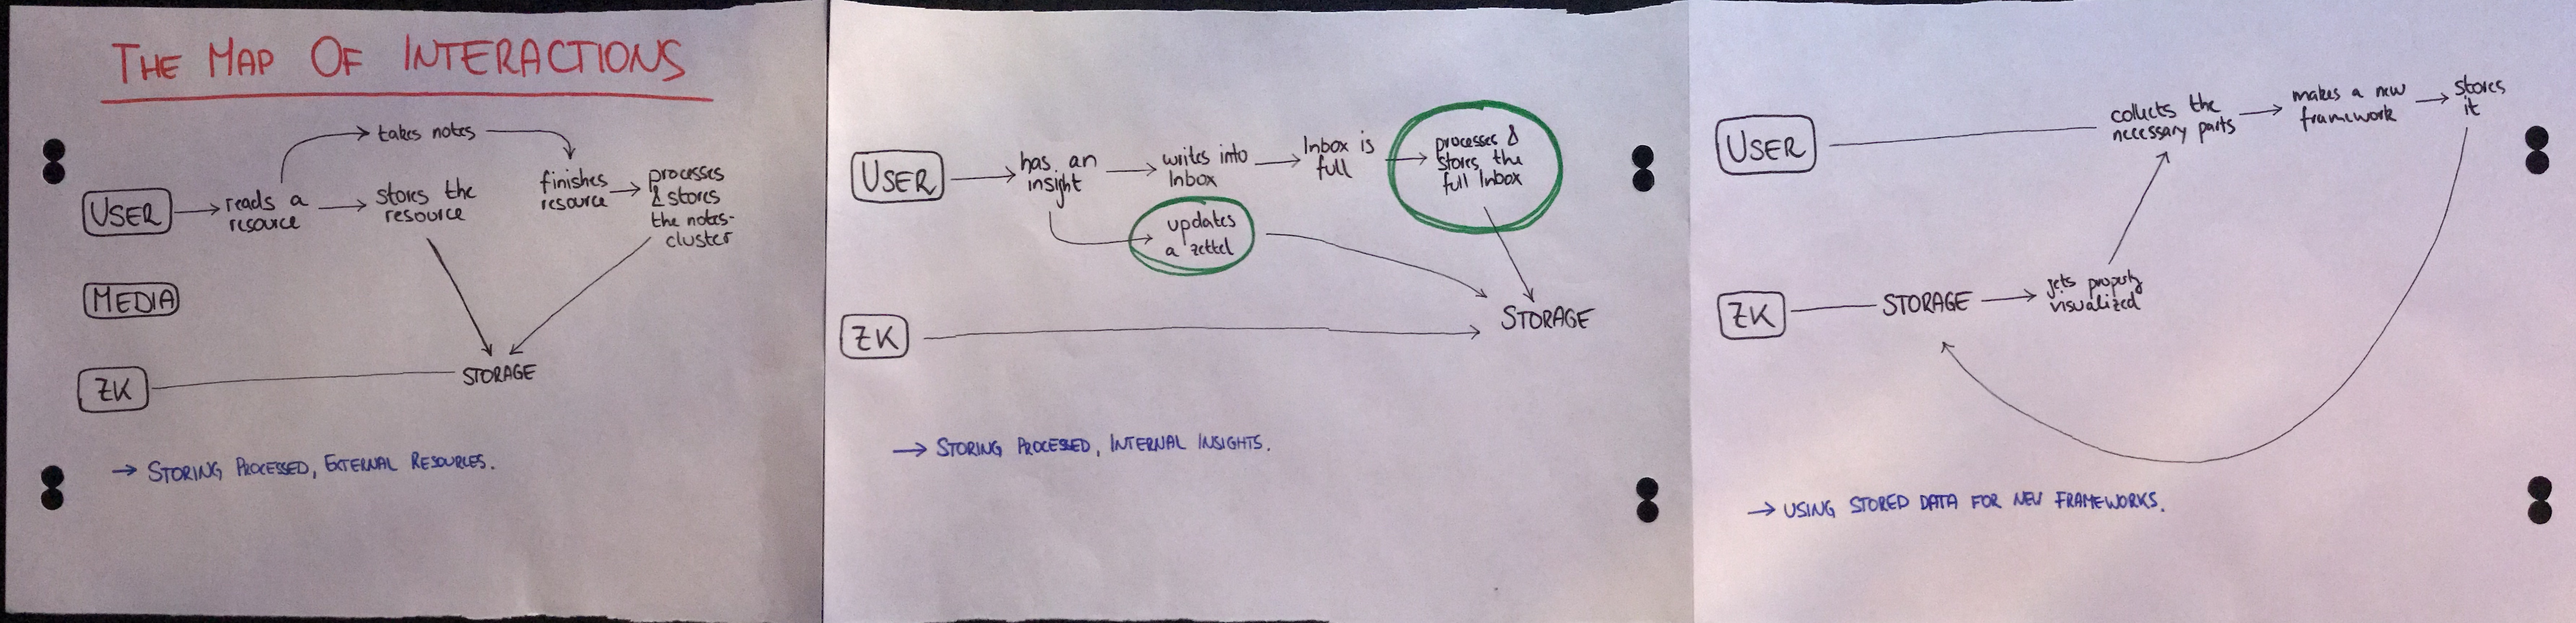 THE MAP OF INTERACTIONS
takes notes
USER
reads a
resource
stores the
resource
finishes
resource
processes
& stores
the notes-
cluster
MEDIA
ZK
STORAGE
→ STORING PROCESSED, EXTERNAL RESOURCES.
USER
has an
insight
writes into
Inbox
Inbox is
full
processes &
stores the
full Inbox
updates
a zettel
ZK
STORAGE
→ STORING PROCESSED, INTERNAL INSIGHTS.
USER
collects the
necessary parts
makes a new
framework
stores
it
ZK
STORAGE
gets properly
visualized
→ USING STORED DATA FOR NEW FRAMEWORKS.